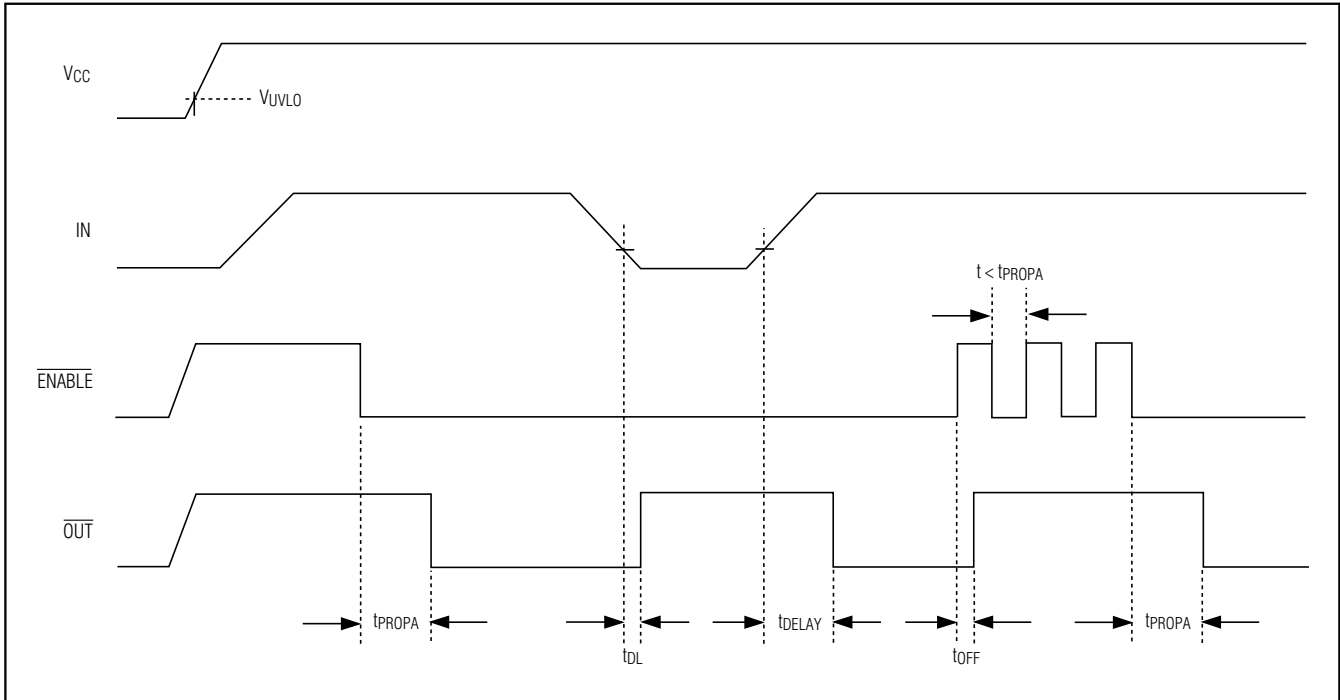 VCC
VUVLO
IN
t < tPROPA
ENABLE
OUT
tPROPA
tDL
tDELAY
tOFF
tPROPA